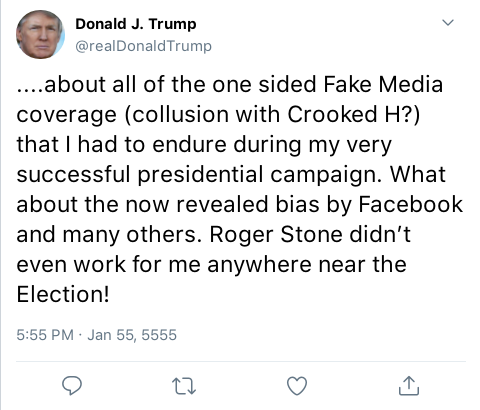 Donald J. Trump
@realDonaldTrump
....about all of the one sided Fake Media
coverage (collusion with Crooked H?)
that I had to endure during my very
successful presidential campaign. What
about the now revealed bias by Facebook
and many others. Roger Stone didn’t
even work for me anywhere near the
Election!
5:55 PM · Jan 55, 5555